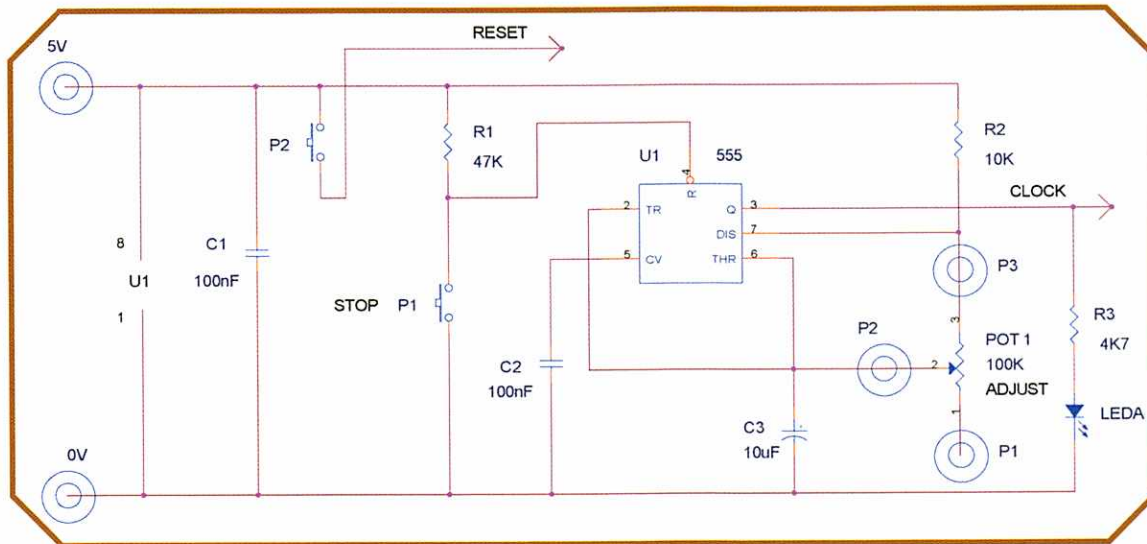 5V
RESET
P2
R1
47K
U1
555
4
R
R2
10K
2
TR
Q
3
CLOCK
DIS
7
5
CV
THR
6
8
U1
1
C1
100nF
STOP
P1
P3
C2
100nF
P2
2
3
POT 1
100K
ADJUST
1
R3
4K7
LEDA
C3
10uF
P1
0V